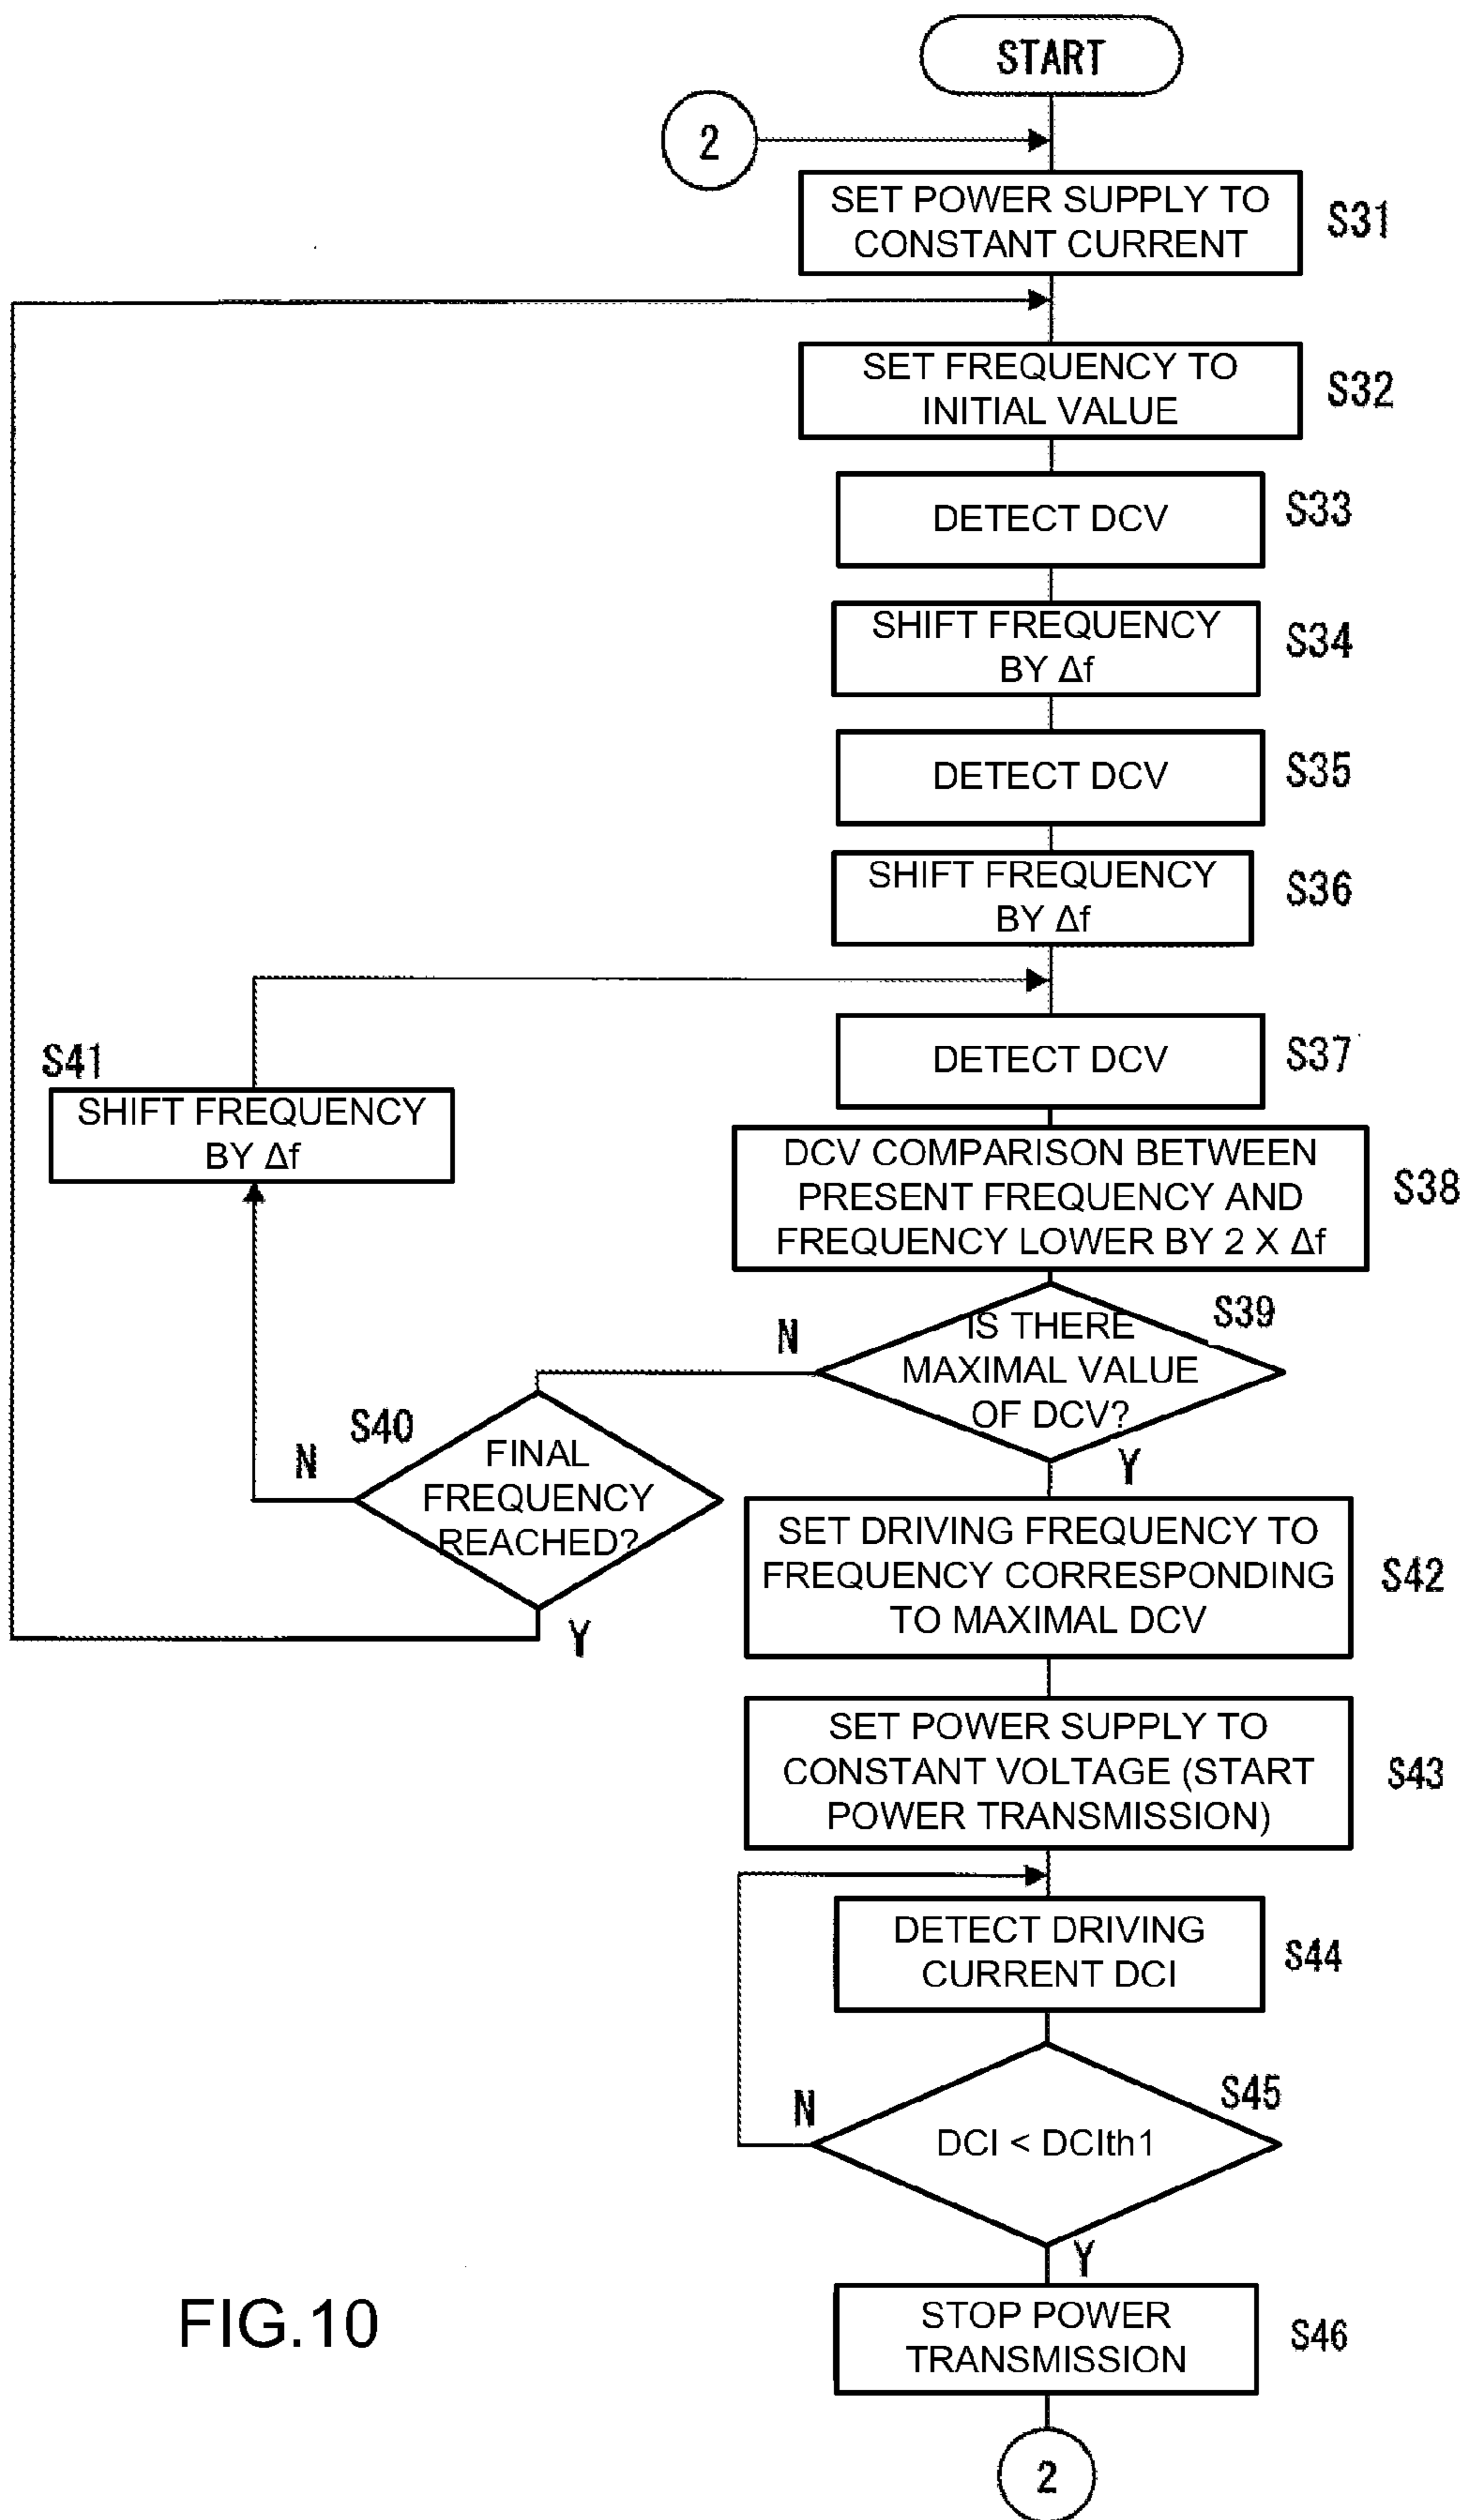 START
2
SET POWER SUPPLY TO
CONSTANT CURRENT
S31
SET FREQUENCY TO
INITIAL VALUE
S32
DETECT DCV
S33
SHIFT FREQUENCY
BY Δf
S34
DETECT DCV
S35
SHIFT FREQUENCY
BY Δf
S36
DETECT DCV
S37
S41
SHIFT FREQUENCY
BY Δf
DCV COMPARISON BETWEEN
PRESENT FREQUENCY AND
FREQUENCY LOWER BY 2 X Δf
S38
S39
IS THERE
MAXIMAL VALUE
OF DCV?
N
Y
S40
FINAL
FREQUENCY
REACHED?
N
Y
SET DRIVING FREQUENCY TO
FREQUENCY CORRESPONDING
TO MAXIMAL DCV
S42
SET POWER SUPPLY TO
CONSTANT VOLTAGE (START
POWER TRANSMISSION)
S43
DETECT DRIVING
CURRENT DCI
S44
S45
N
DCI < DCIth1
Y
STOP POWER
TRANSMISSION
S46
2
FIG.10